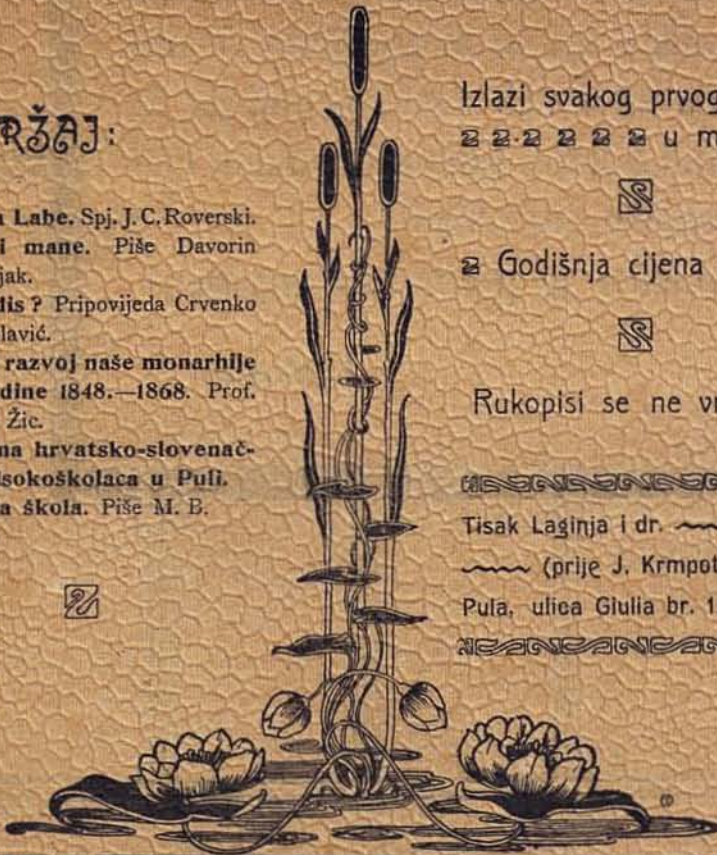 RŽAJ:
Labe. Spj. J. C. Roverski.
i mane. Piše Davorin
jak.
dis? Pripovijeda Crvenko
lavić.
razvoj naše monarhije
dine 1848.—1868. Prof.
Žic.
ma hrvatsko-slovenač-
isokoškolaca u Puli.
a škola. Piše M. B.
Izlazi svakog prvog
u m
Godišnja cijena
Rukopisi se ne vr
Tisak Laginja i dr.
(prije J. Krmpot
Pula, ulica Giulia br. 1